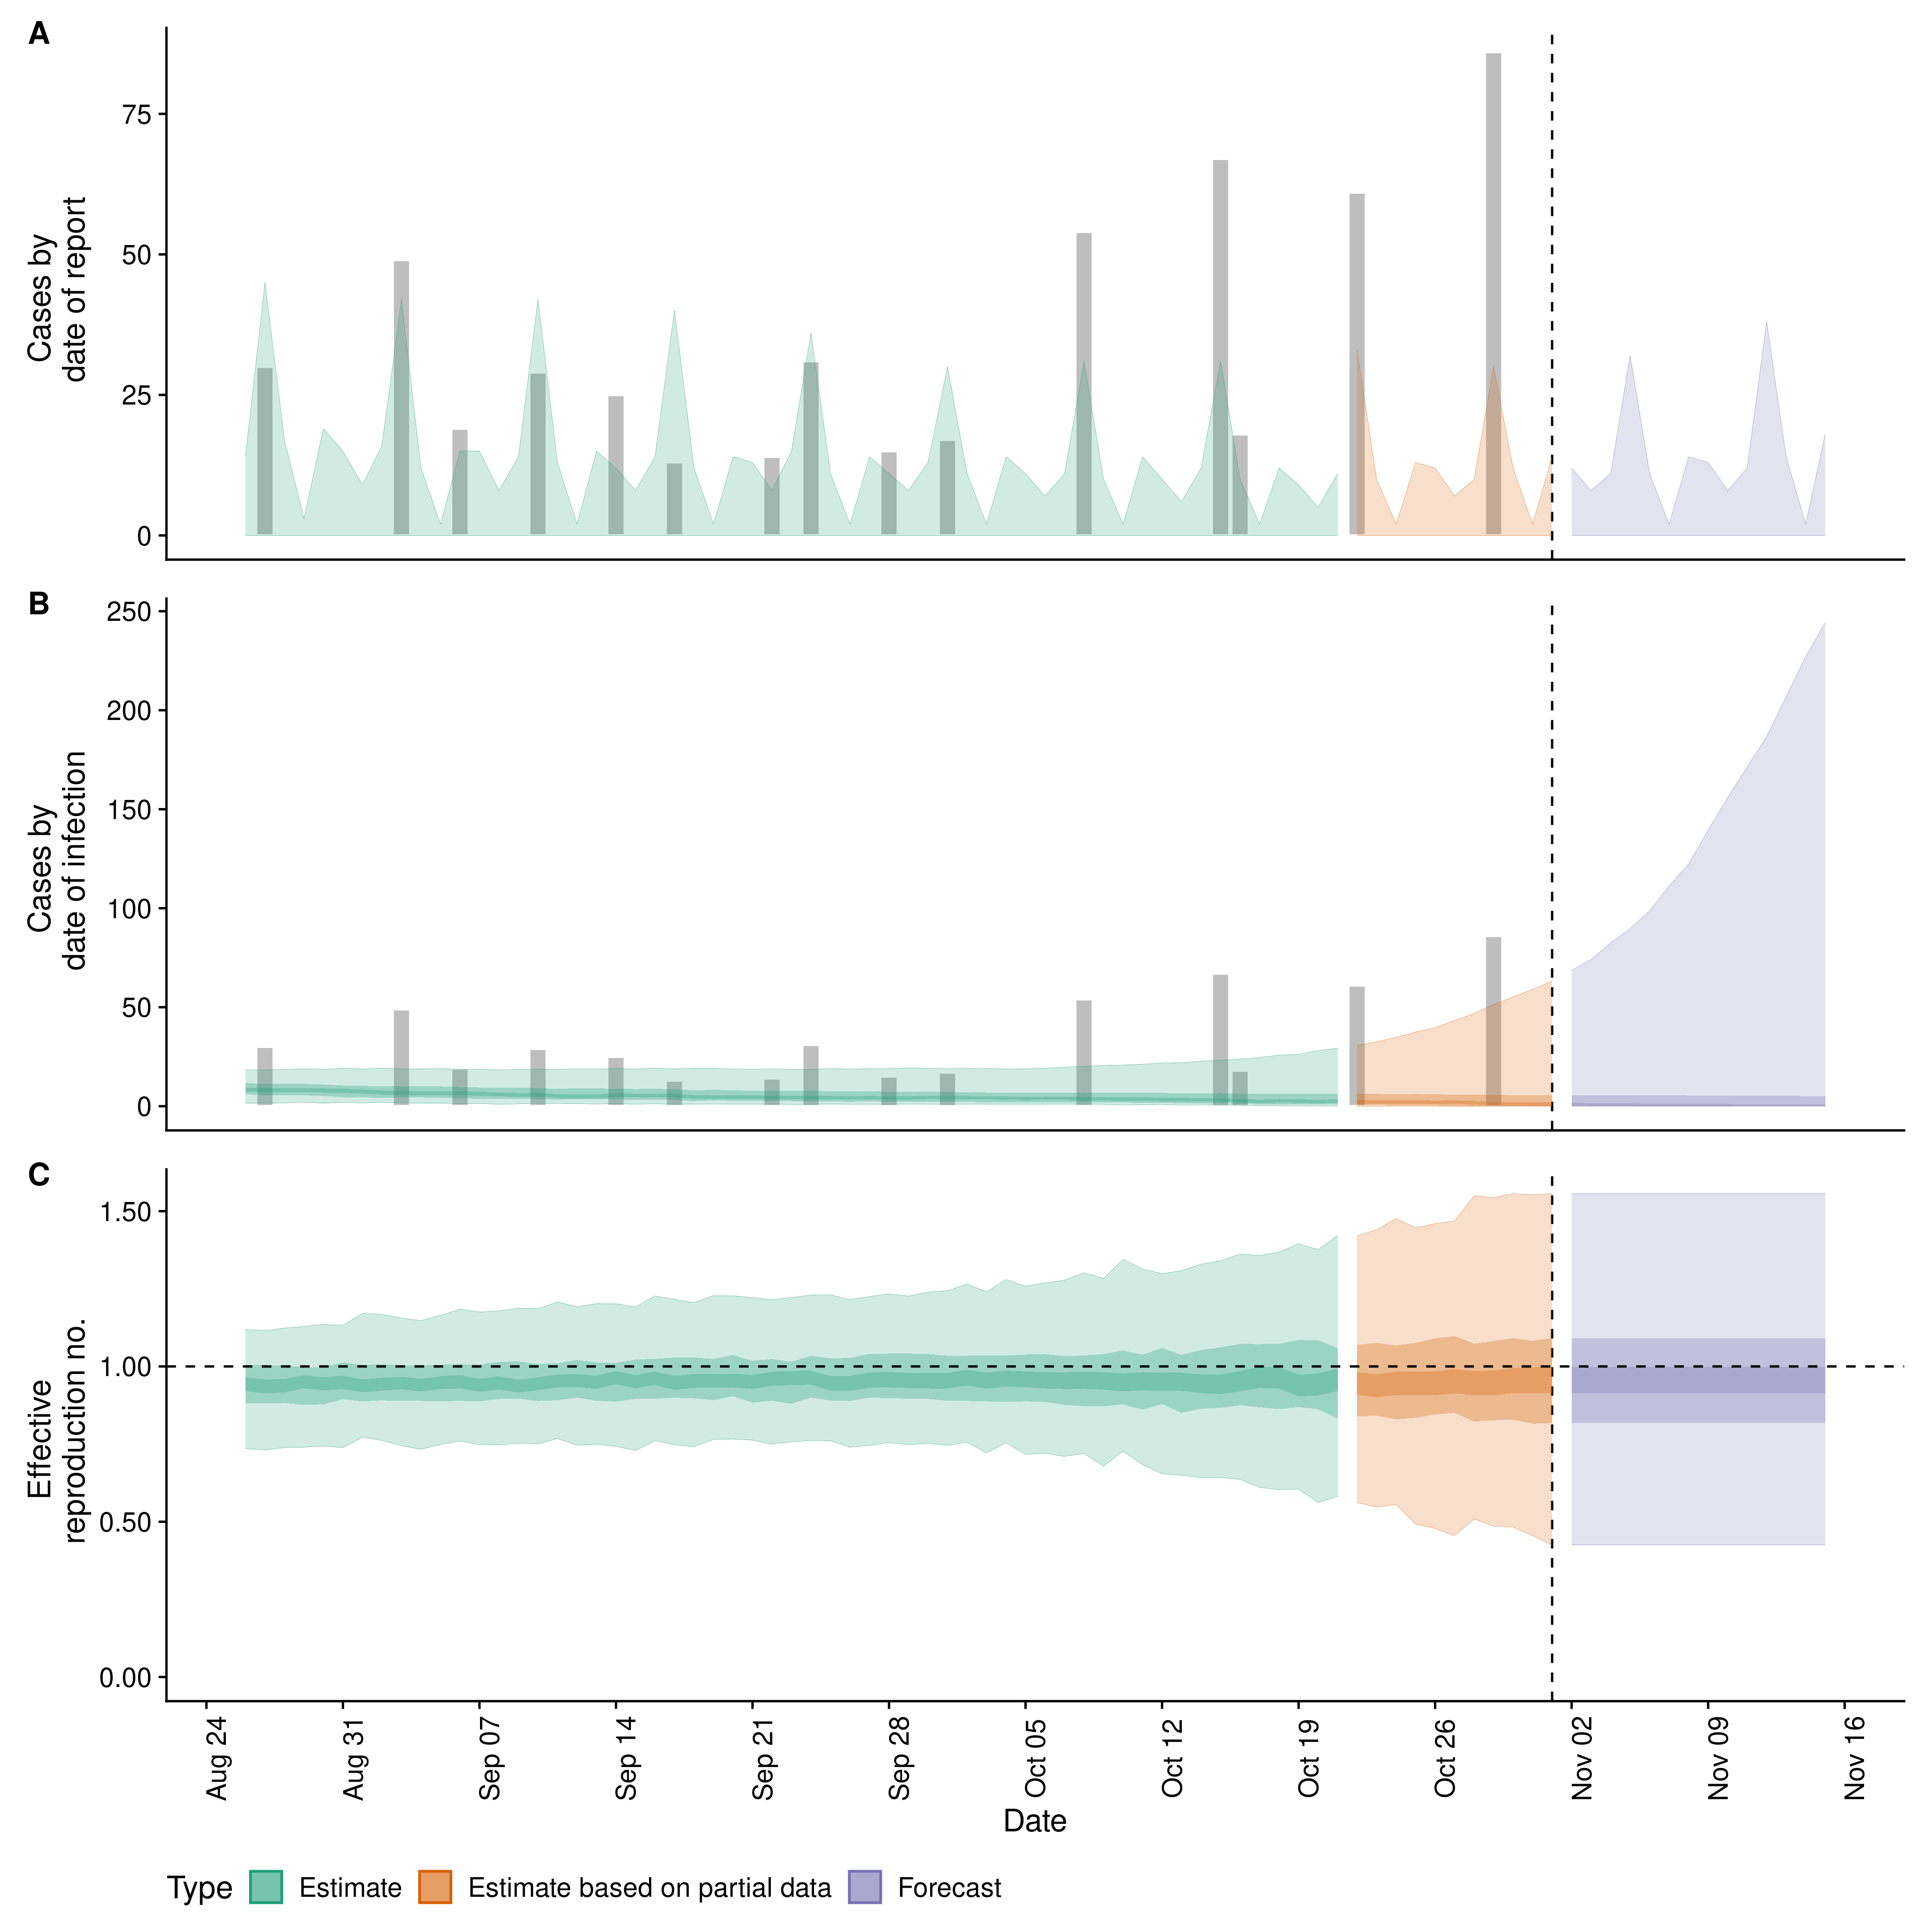 A
75
50
25
0
Cases by
date of report
B
250
200
150
100
50
0
Cases by
date of infection
C
1.50
1.00
0.50
0.00
Effective
reproduction no.
Aug 24
Aug 31
Sep 07
Sep 14
Sep 21
Sep 28
Oct 05
Oct 12
Oct 19
Oct 26
Nov 02
Nov 09
Nov 16
Date
Type Estimate Estimate based on partial data Forecast